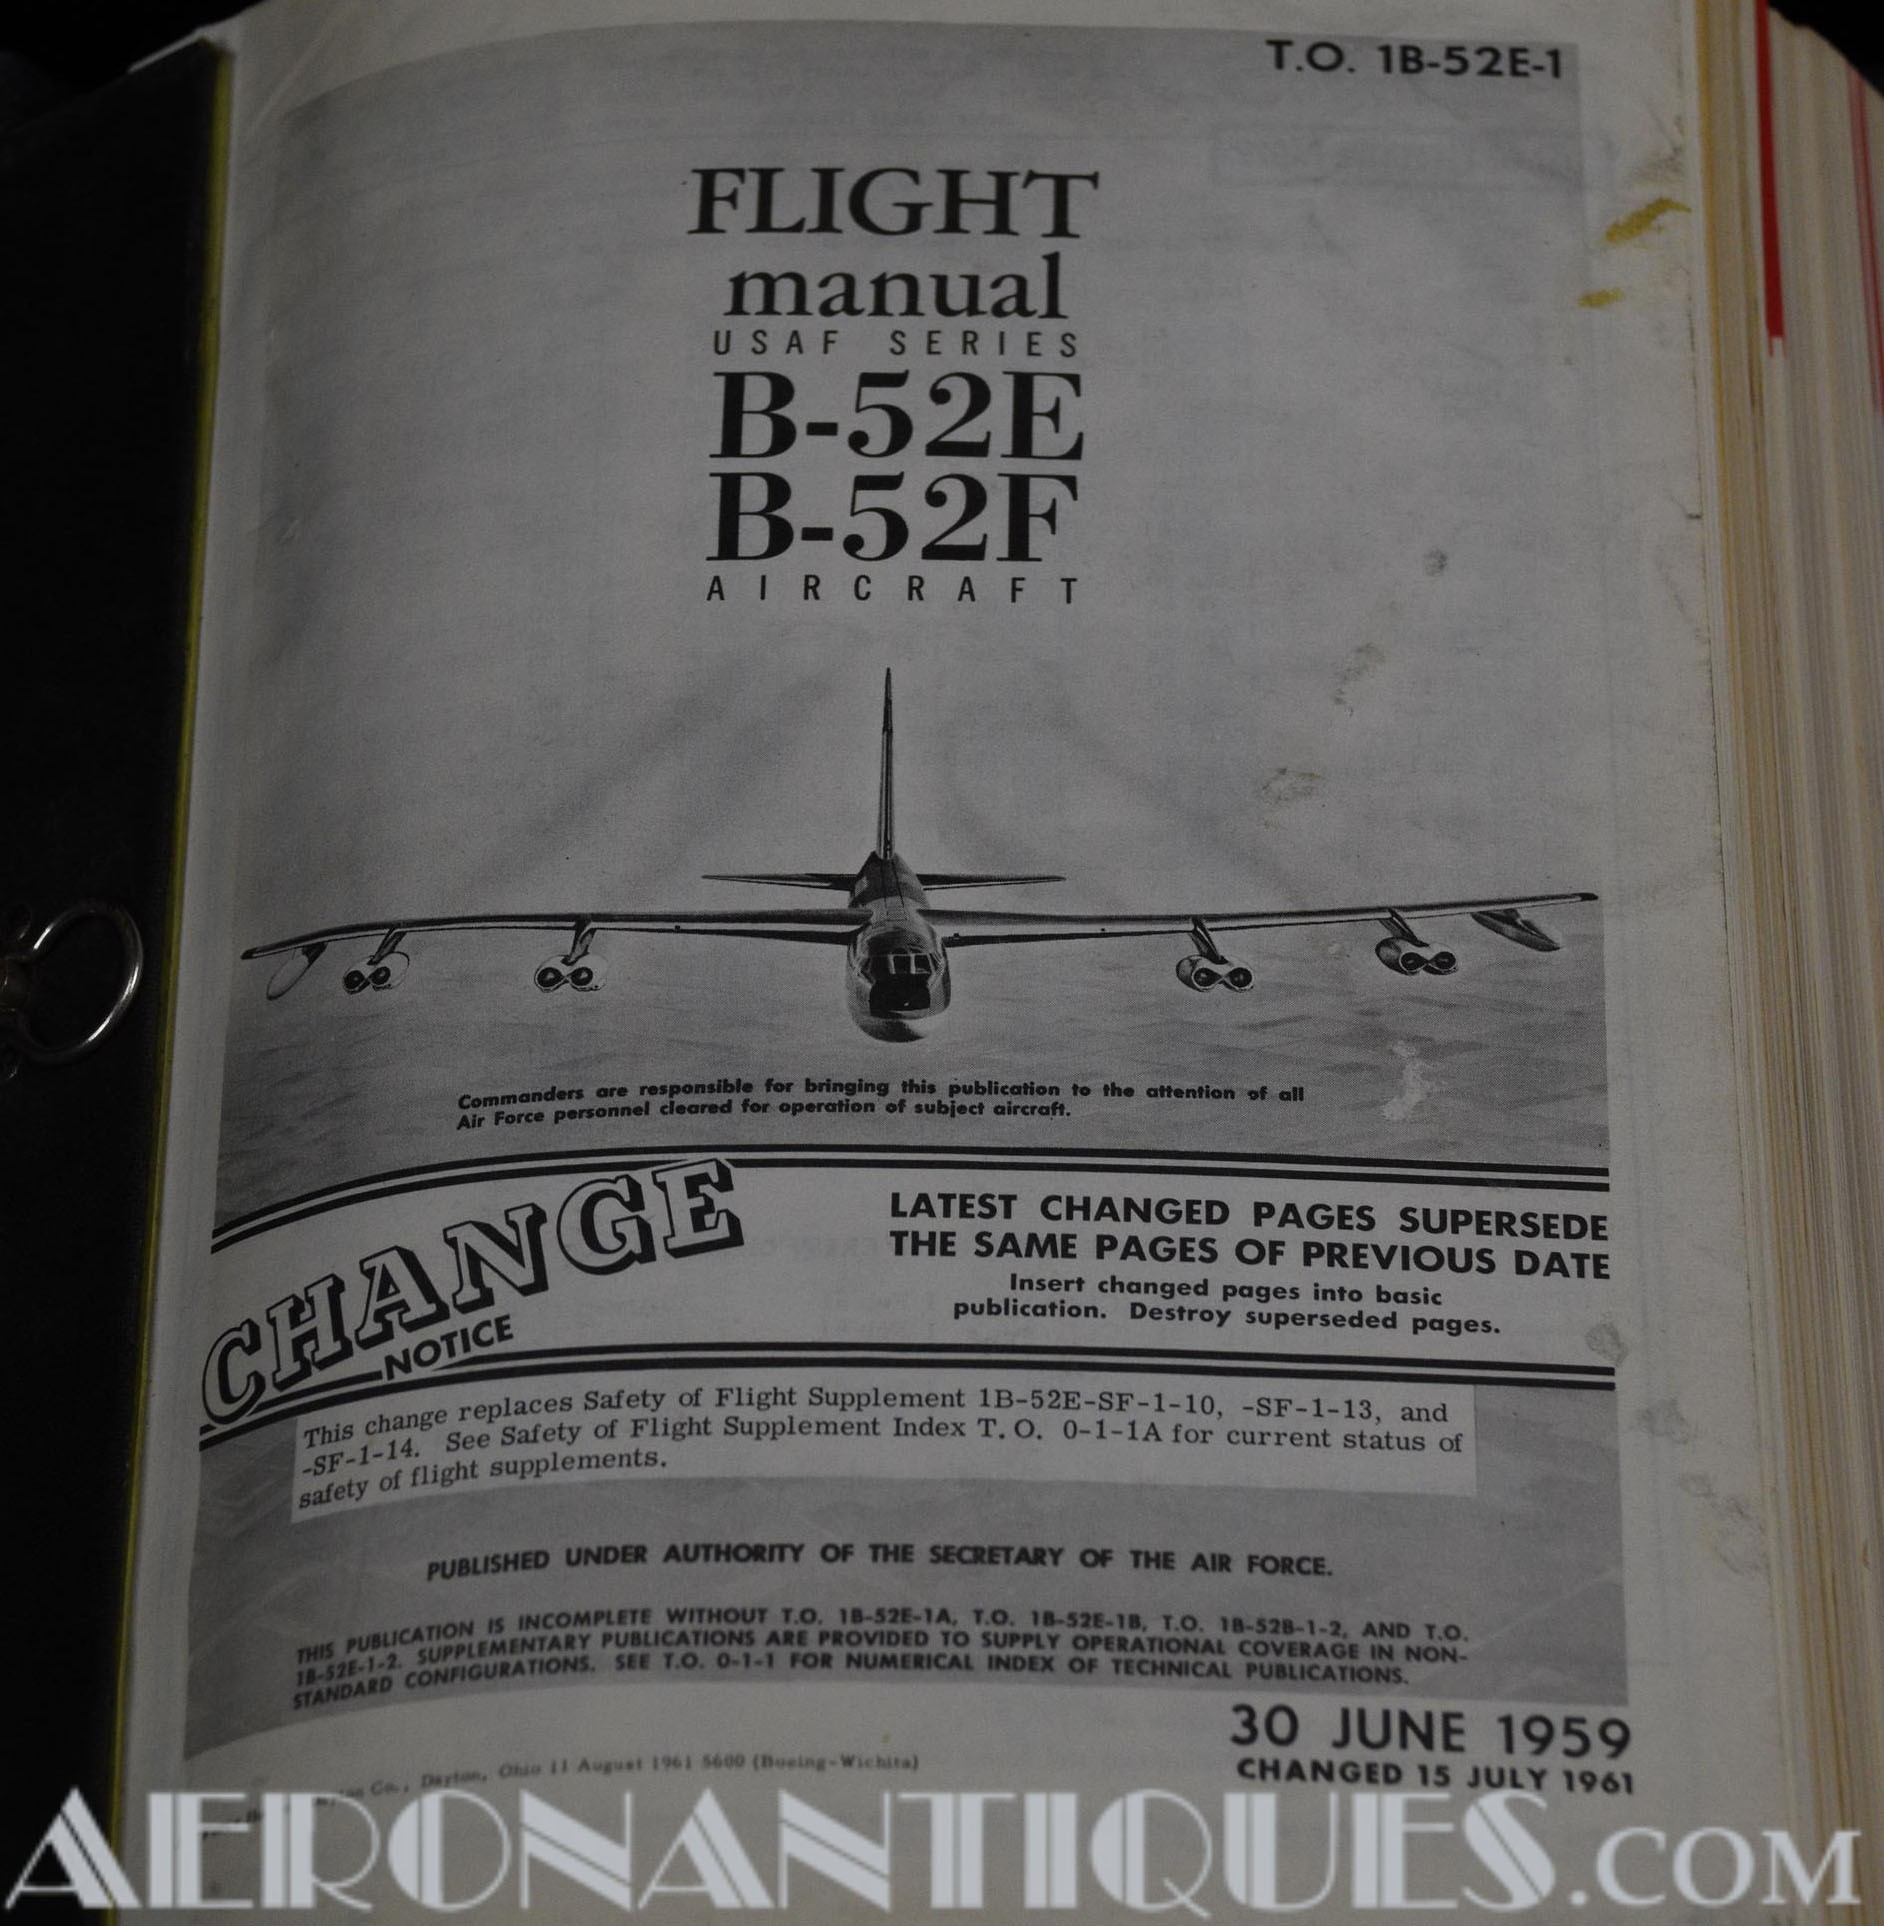 T.O. 1B-52E-1
FLIGHT
manual
USAF SERIES
B-52E
B-52F
AIRCRAFT
Commanders are responsible for bringing this publication to the attention of all
Air Force personnel cleared for operation of subject aircraft.
CHANGE
NOTICE
LATEST CHANGED PAGES SUPERSEDE
THE SAME PAGES OF PREVIOUS DATE
Insert changed pages into basic
publication. Destroy superseded pages.
This change replaces Safety of Flight Supplement 1B-52E-SF-1-10, -SF-1-13, and
-SF-1-14. See Safety of Flight Supplement Index T.O. 0-1-1A for current status of
safety of flight supplements.
PUBLISHED UNDER AUTHORITY OF THE SECRETARY OF THE AIR FORCE.
THIS PUBLICATION IS INCOMPLETE WITHOUT T.O. 1B-52E-1A, T.O. 1B-52E-1B, T.O. 1B-52B-1-2, AND T.O.
1B-52E-1-2. SUPPLEMENTARY PUBLICATIONS ARE PROVIDED TO SUPPLY OPERATIONAL COVERAGE IN NON-
STANDARD CONFIGURATIONS. SEE T.O. 0-1-1 FOR NUMERICAL INDEX OF TECHNICAL PUBLICATIONS.
30 JUNE 1959
CHANGED 15 JULY 1961
Co., Dayton, Ohio 11 August 1961 5600 (Boeing-Wichita)
AERONANTIQUES.COM